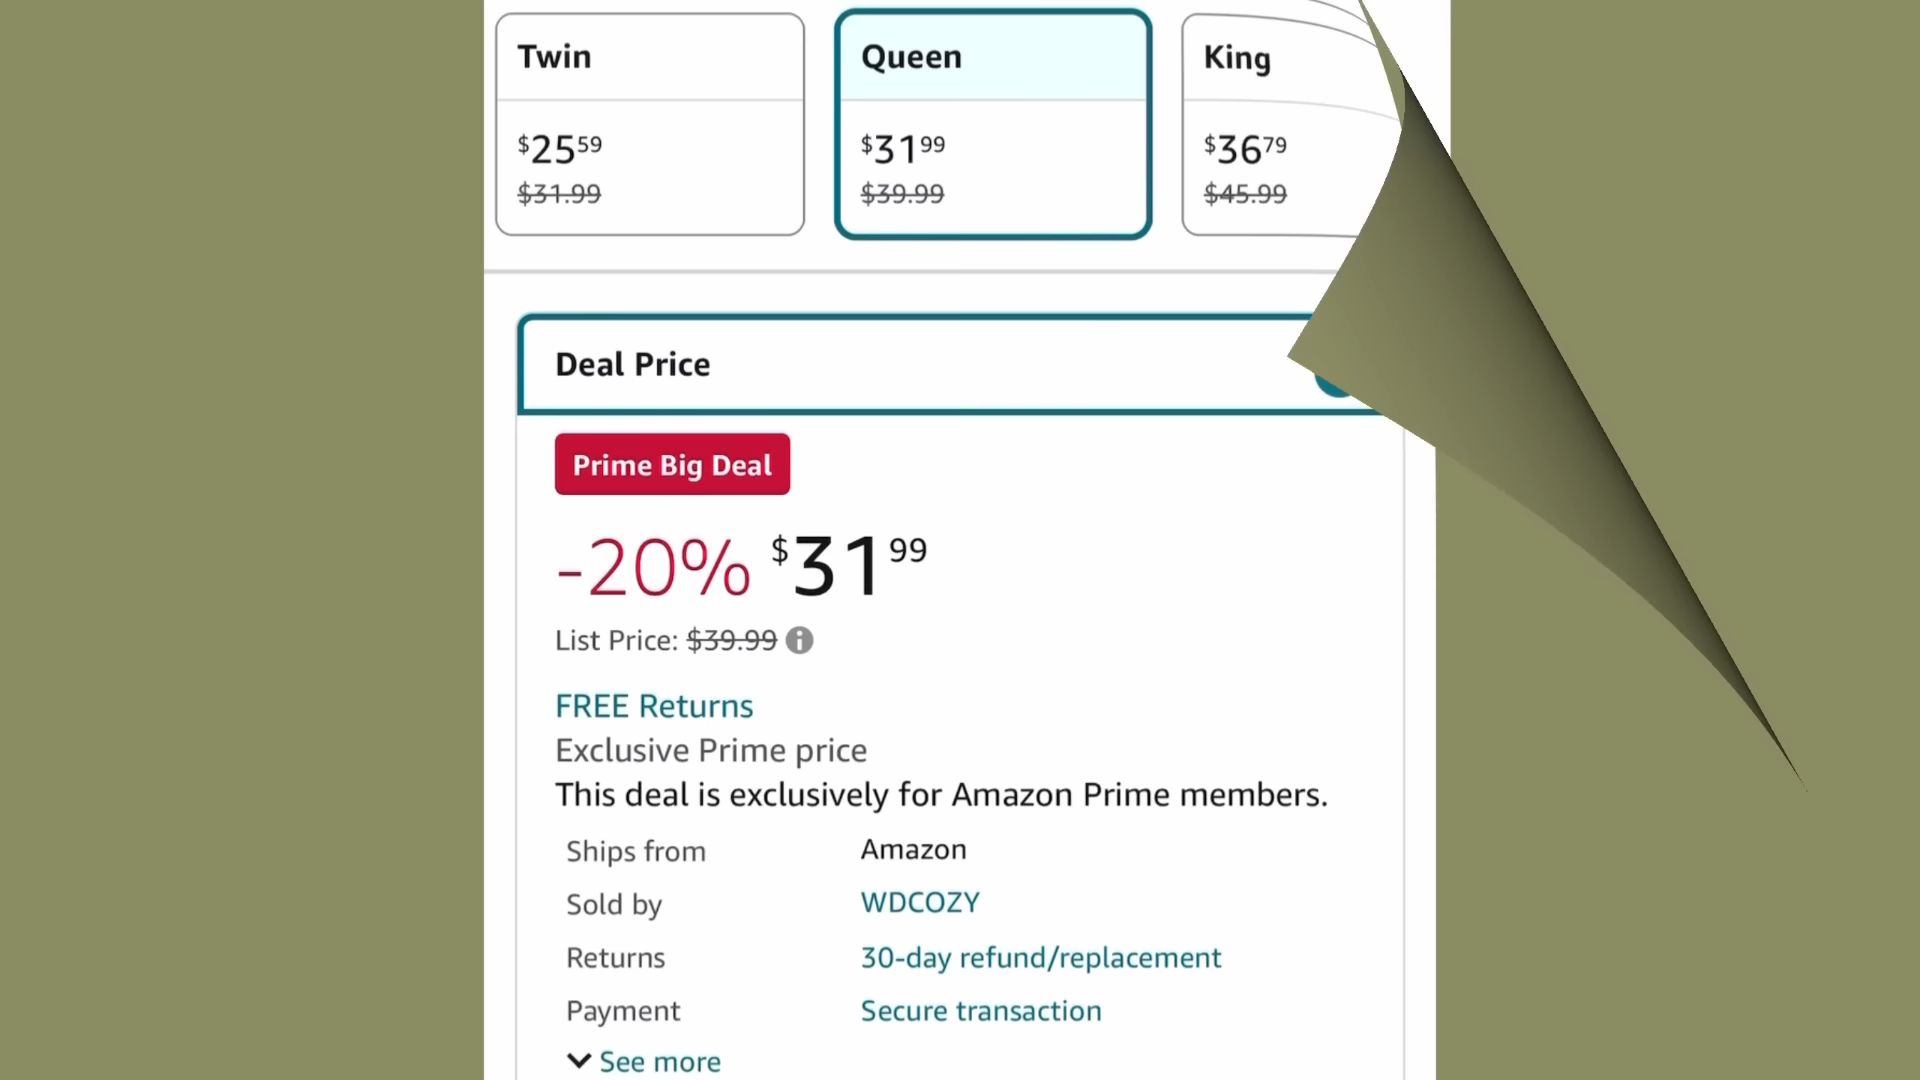 Twin Queen King
$25.59 $31.99 $36.79
$31.99 $39.99 $45.99
Deal Price
Prime Big Deal
-20% $31.99
List Price: $39.99
FREE Returns
Exclusive Prime price
This deal is exclusively for Amazon Prime members.
Ships from Amazon
Sold by WDCOZY
Returns 30-day refund/replacement
Payment Secure transaction
See more